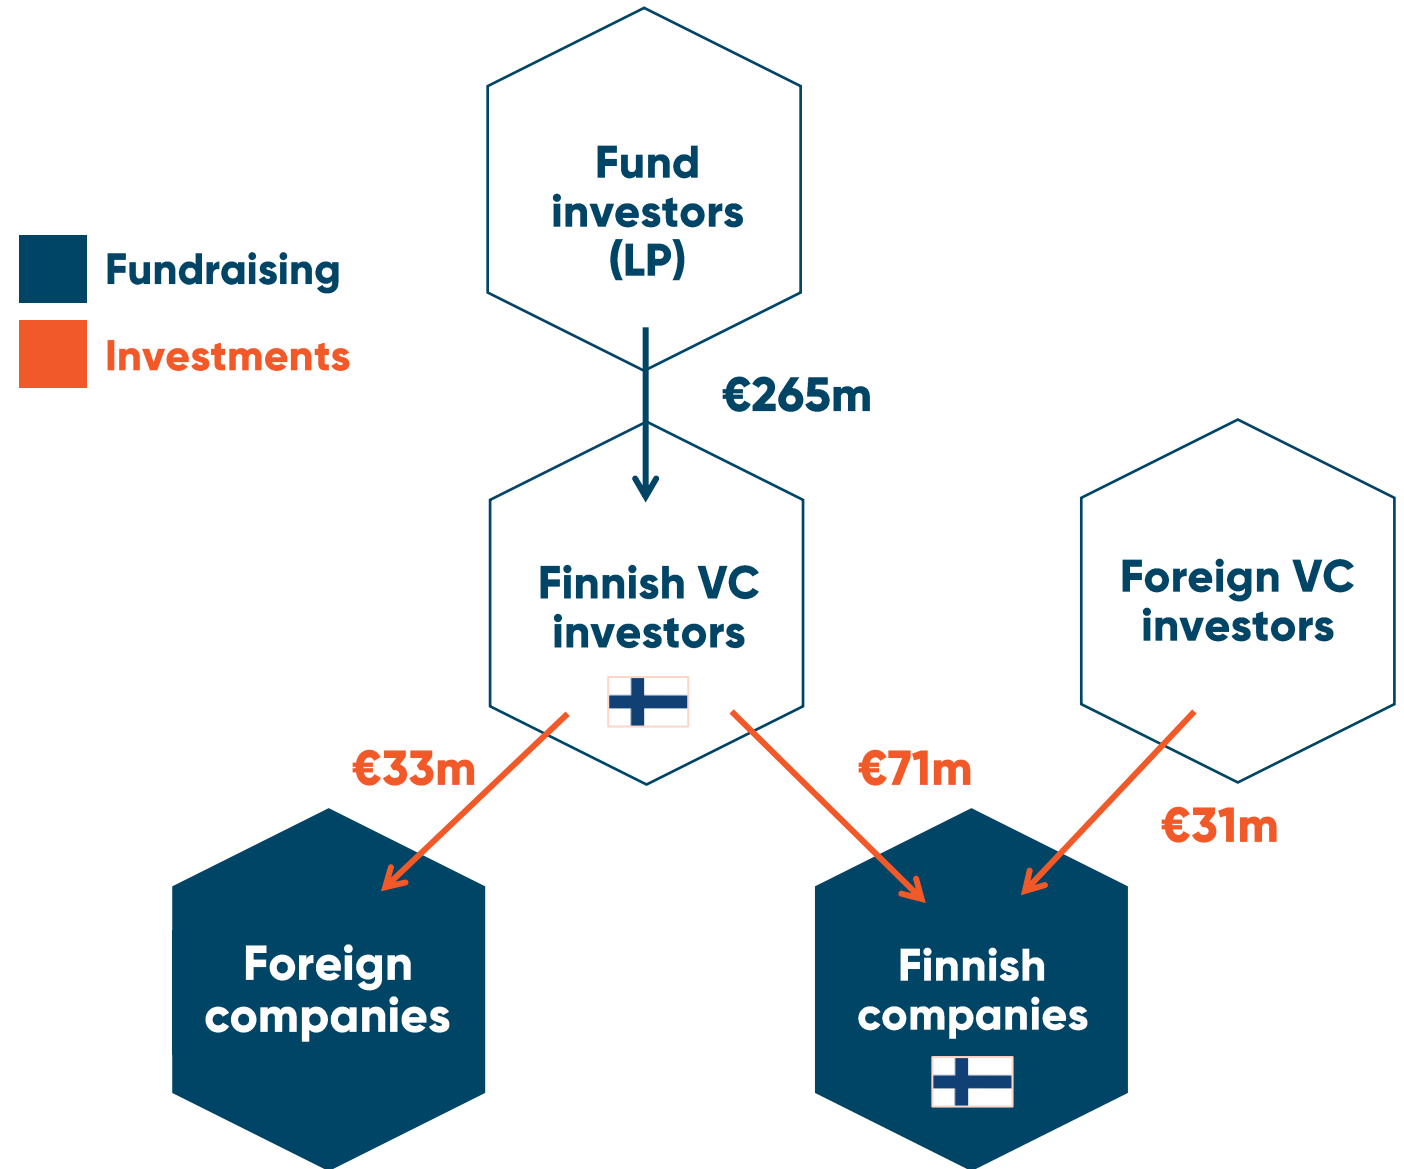 Fund
investors
(LP)
Fundraising
Investments
€265m
Finnish VC
investors
Foreign VC
investors
€33m
€71m
€31m
Foreign
companies
Finnish
companies